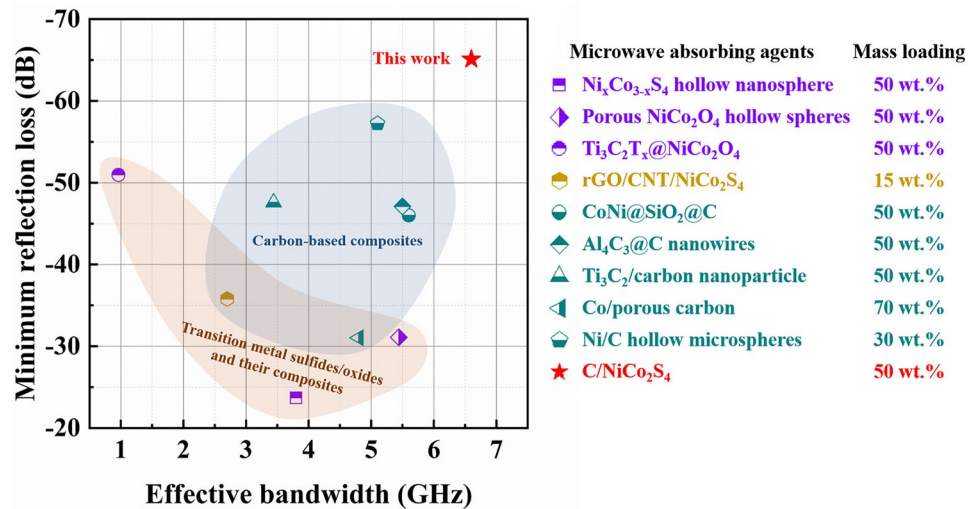 -70
-60
-50
-40
-30
-20
Minimum reflection loss (dB)
This work
Carbon-based composites
Transition metal sulfides/oxides
and their composites
1 2 3 4 5 6 7
Effective bandwidth (GHz)
Microwave absorbing agents Mass loading
NiₓCo₃₋ₓS₄ hollow nanosphere 50 wt.%
Porous NiCo₂O₄ hollow spheres 50 wt.%
Ti₃C₂Tₓ@NiCo₂O₄ 50 wt.%
rGO/CNT/NiCo₂S₄ 15 wt.%
CoNi@SiO₂@C 50 wt.%
Al₄C₃@C nanowires 50 wt.%
Ti₃C₂/carbon nanoparticle 50 wt.%
Co/porous carbon 70 wt.%
Ni/C hollow microspheres 30 wt.%
C/NiCo₂S₄ 50 wt.%